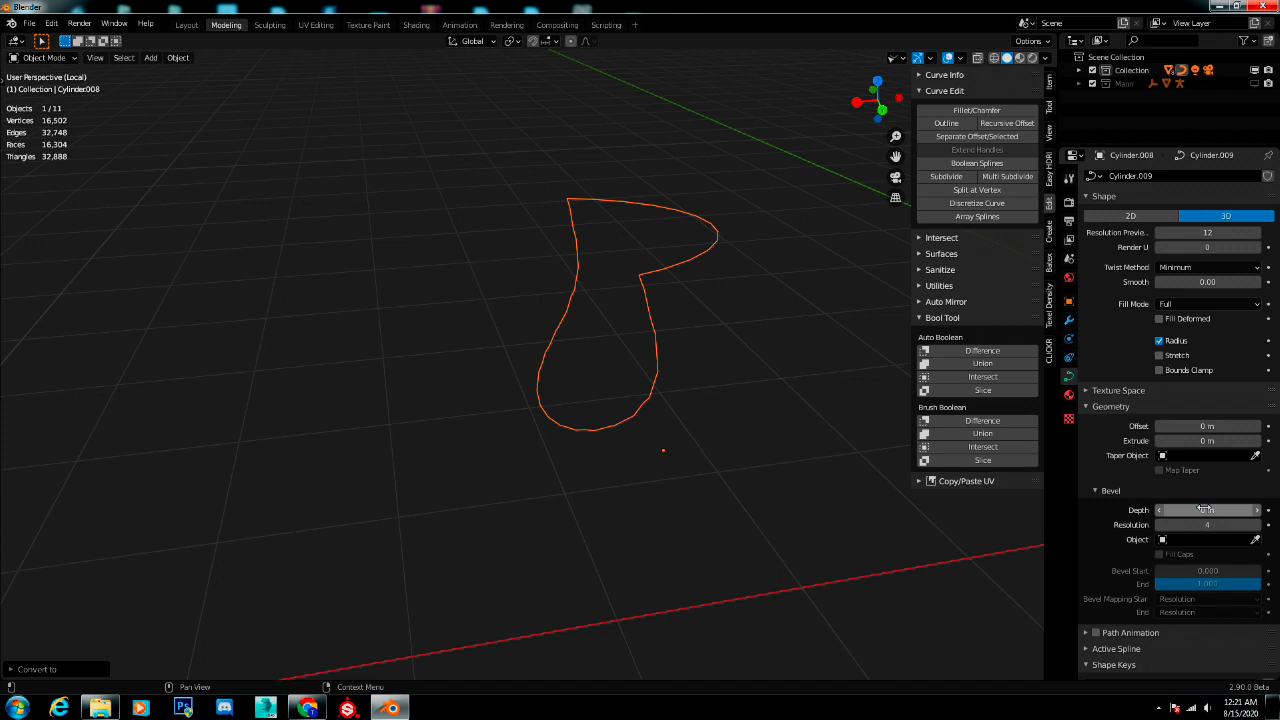 Blender
File Edit Render Window Help Layout Modeling Sculpting UV Editing Texture Paint Shading Animation Rendering Compositing Scripting + Scene View Layer
Global Options
Object Mode View Select Add Object
User Perspective (Local)
(1) Collection | Cylinder.008
Objects 1 / 11
Vertices 16,502
Edges 32,748
Faces 16,304
Triangles 32,888
Curve Info
Curve Edit
Fillet/Chamfer
Outline Recursive Offset
Separate Offset/Selected
Extend Handles
Boolean Splines
Subdivide Multi Subdivide
Split at Vertex
Discretize Curve
Array Splines
Intersect
Surfaces
Sanitize
Utilities
Auto Mirror
Bool Tool
Auto Boolean
Difference
Union
Intersect
Slice
Brush Boolean
Difference
Union
Intersect
Slice
Copy/Paste UV
Item
Tool
View
Easy HDRI
Edit
Create
Batex
Texel Density
CLICKR
Scene Collection
Collection
Mann
Cylinder.008 Cylinder.009
Cylinder.009
Shape
2D 3D
Resolution Previe.. 12
Render U 0
Twist Method Minimum
Smooth 0.00
Fill Mode Full
Fill Deformed
Radius
Stretch
Bounds Clamp
Texture Space
Geometry
Offset 0 m
Extrude 0 m
Taper Object
Map Taper
Bevel
Depth 0 m
Resolution 4
Object
Fill Caps
Bevel Start 0.000
End 1.000
Bevel Mapping Star Resolution
End Resolution
Path Animation
Active Spline
Shape Keys
Convert to
Pan View Context Menu 2.90.0 Beta
12:21 AM
8/15/2020